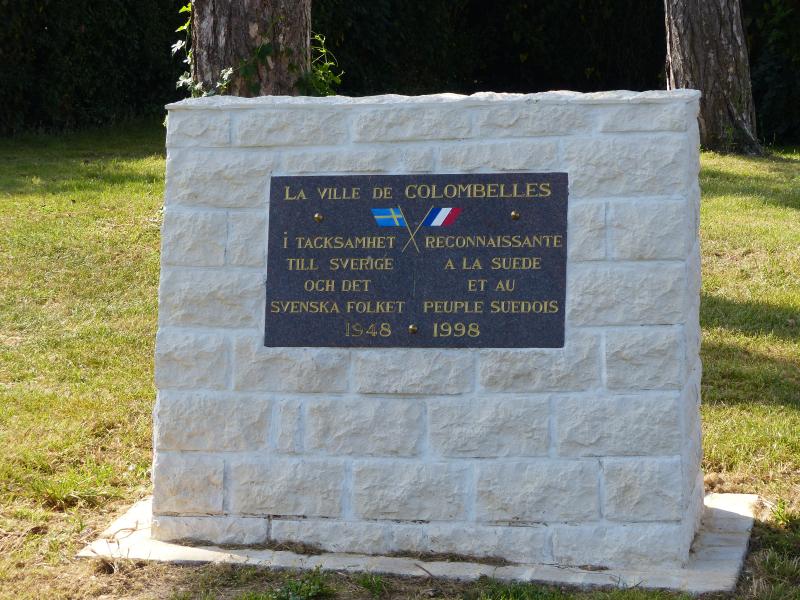 LA VILLE DE COLOMBELLES
I TACKSAMHET
TILL SVERIGE
OCH DET
SVENSKA FOLKET
RECONNAISSANTE
A LA SUEDE
ET AU
PEUPLE SUEDOIS
1948 1998